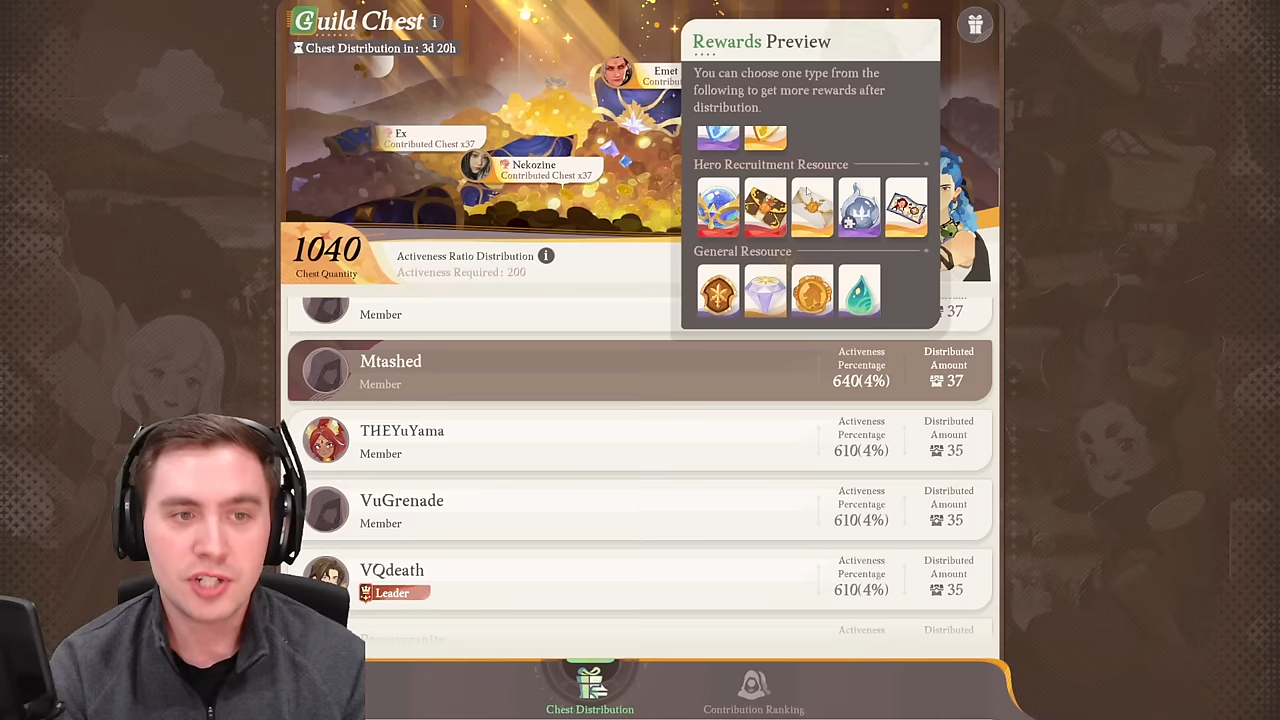 Guild Chest
Chest Distribution in: 3d 20h
Rewards Preview
You can choose one type from the
following to get more rewards after
distribution.
Hero Recruitment Resource
General Resource
Emet
Ex
Contributed Chest x37
Nekozine
Contributed Chest x37
1040
Chest Quantity
Activeness Ratio Distribution
Activeness Required: 200
Member
37
Mtashed
Member
Activeness
Percentage
640(4%)
Distributed
Amount
37
THEYuYama
Member
Activeness
Percentage
610(4%)
Distributed
Amount
35
VuGrenade
Member
Activeness
Percentage
610(4%)
Distributed
Amount
35
VQdeath
Leader
Activeness
Percentage
610(4%)
Distributed
Amount
35
Activeness
Distributed
Chest Distribution
Contribution Ranking